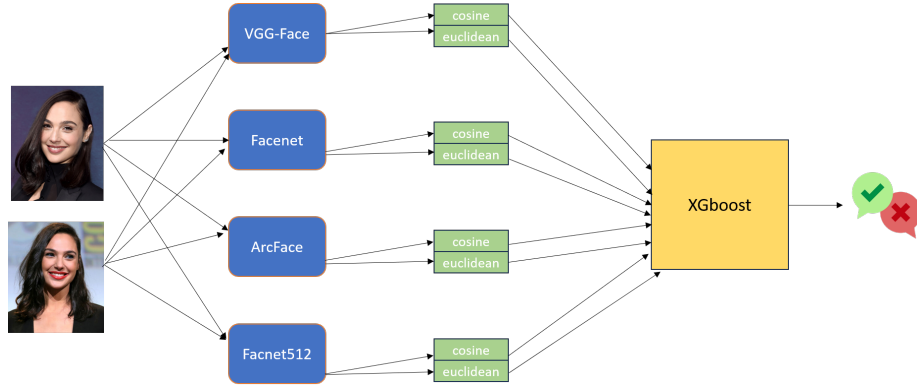 VGG-Face
cosine
euclidean
Facenet
cosine
euclidean
XGboost
ArcFace
cosine
euclidean
Facnet512
cosine
euclidean